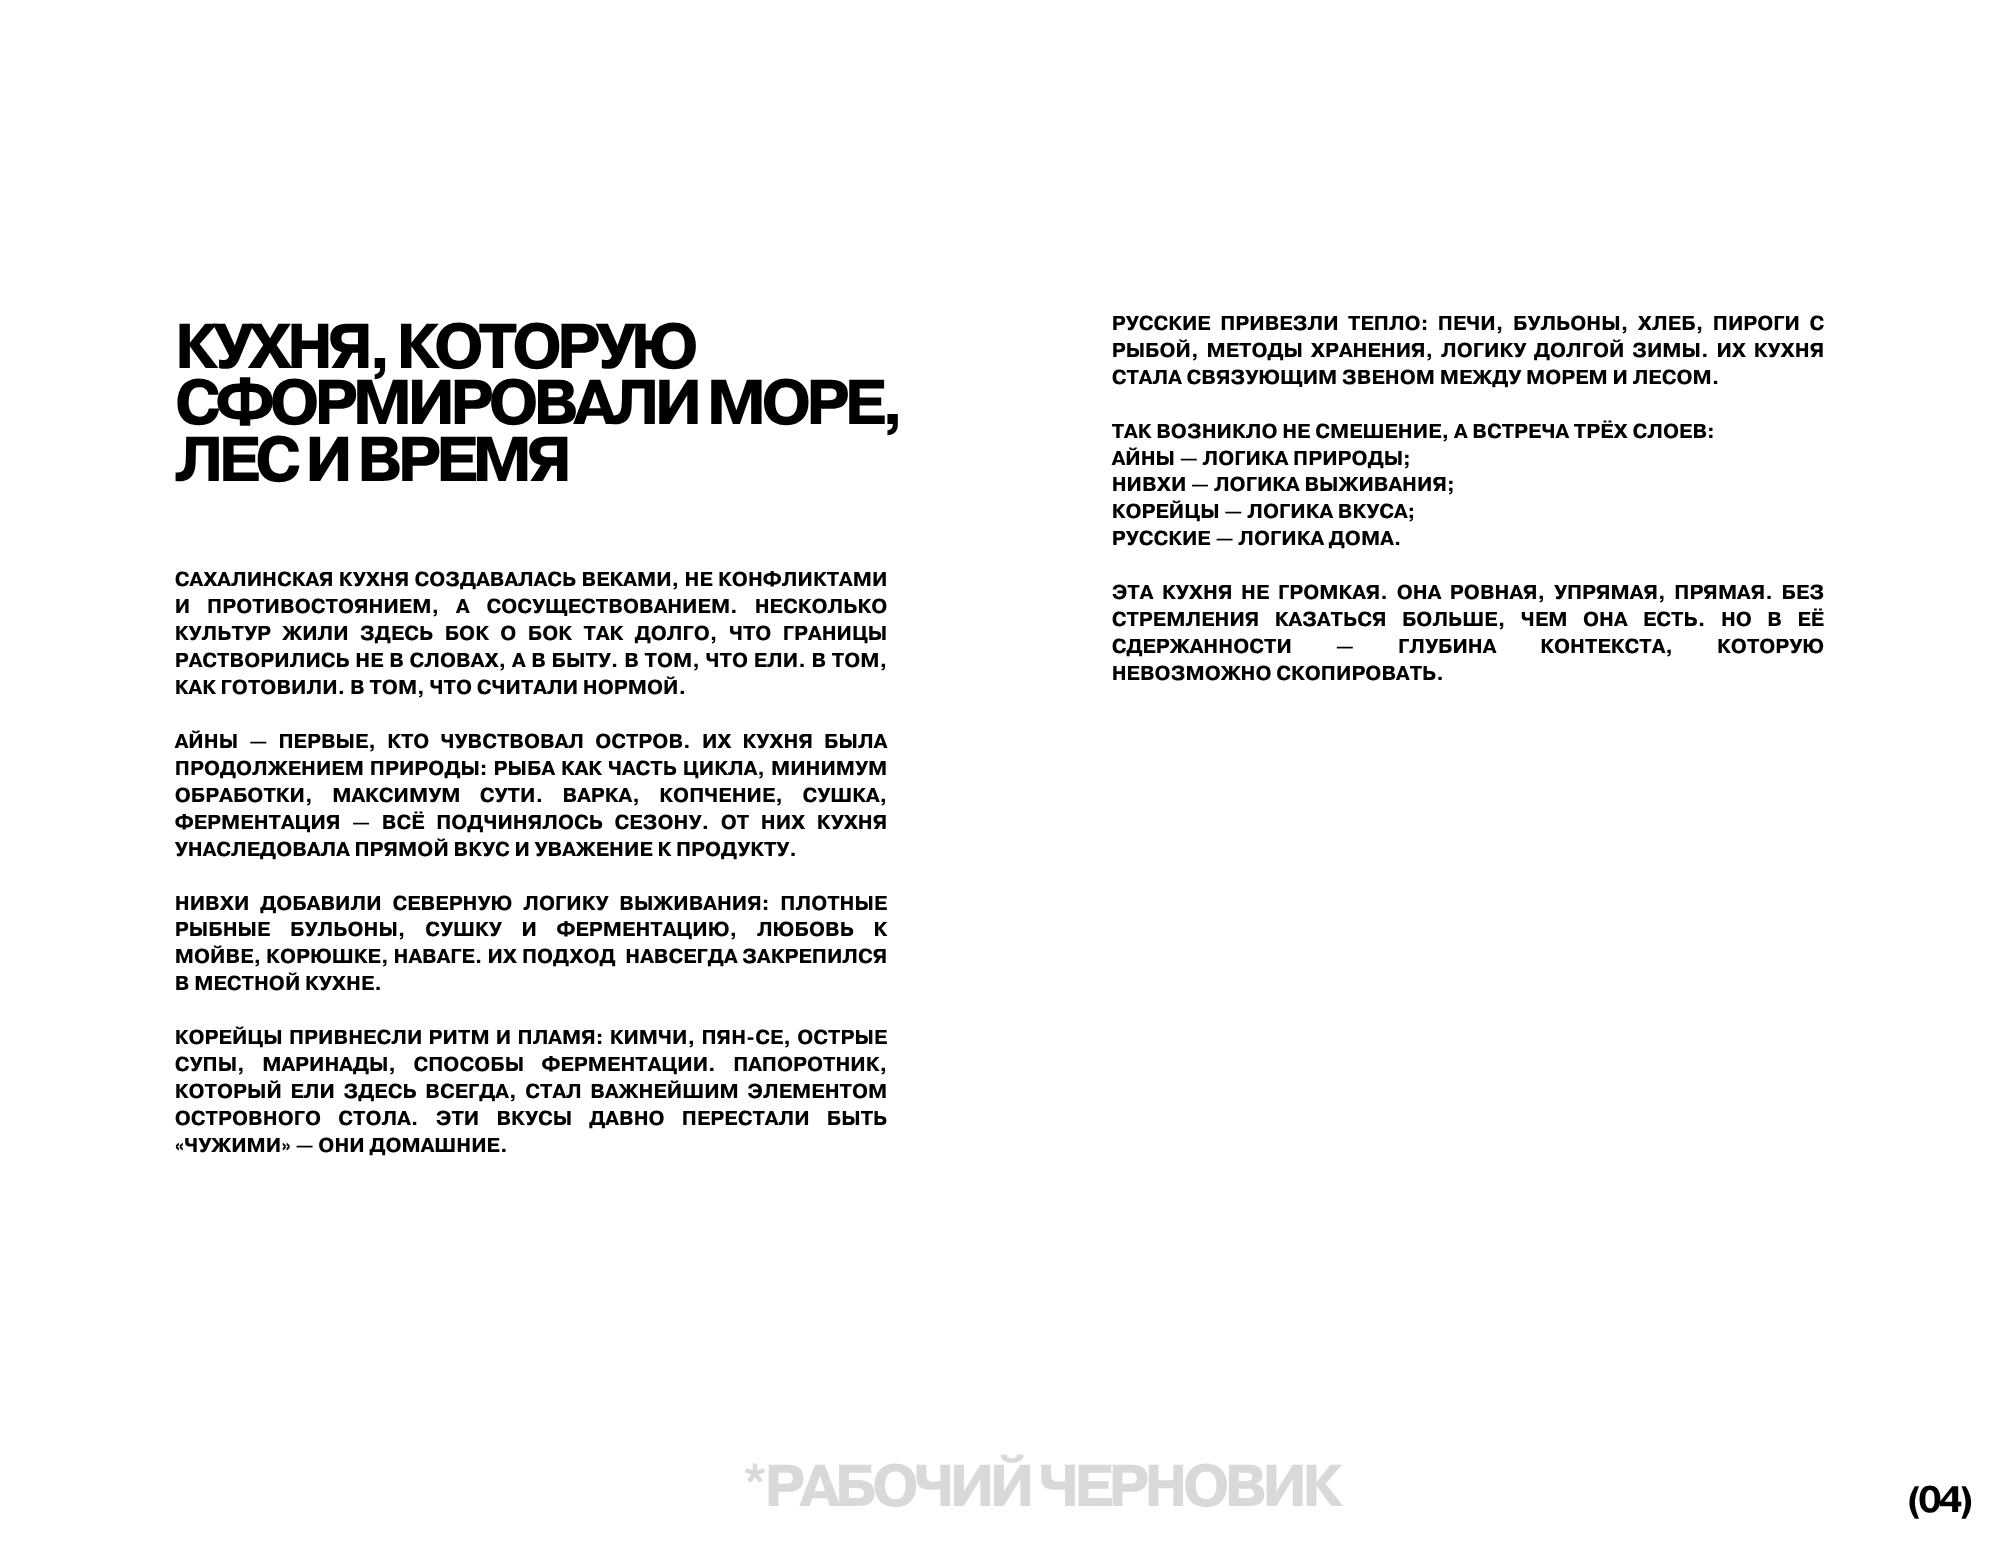 КУХНЯ, КОТОРУЮ
СФОРМИРОВАЛИ МОРЕ,
ЛЕС И ВРЕМЯ
САХАЛИНСКАЯ КУХНЯ СОЗДАВАЛАСЬ ВЕКАМИ, НЕ КОНФЛИКТАМИ
И ПРОТИВОСТОЯНИЕМ, А СОСУЩЕСТВОВАНИЕМ. НЕСКОЛЬКО
КУЛЬТУР ЖИЛИ ЗДЕСЬ БОК О БОК ТАК ДОЛГО, ЧТО ГРАНИЦЫ
РАСТВОРИЛИСЬ НЕ В СЛОВАХ, А В БЫТУ. В ТОМ, ЧТО ЕЛИ. В ТОМ,
КАК ГОТОВИЛИ. В ТОМ, ЧТО СЧИТАЛИ НОРМОЙ.
АЙНЫ — ПЕРВЫЕ, КТО ЧУВСТВОВАЛ ОСТРОВ. ИХ КУХНЯ БЫЛА
ПРОДОЛЖЕНИЕМ ПРИРОДЫ: РЫБА КАК ЧАСТЬ ЦИКЛА, МИНИМУМ
ОБРАБОТКИ, МАКСИМУМ СУТИ. ВАРКА, КОПЧЕНИЕ, СУШКА,
ФЕРМЕНТАЦИЯ — ВСЁ ПОДЧИНЯЛОСЬ СЕЗОНУ. ОТ НИХ КУХНЯ
УНАСЛЕДОВАЛА ПРЯМОЙ ВКУС И УВАЖЕНИЕ К ПРОДУКТУ.
НИВХИ ДОБАВИЛИ СЕВЕРНУЮ ЛОГИКУ ВЫЖИВАНИЯ: ПЛОТНЫЕ
РЫБНЫЕ БУЛЬОНЫ, СУШКУ И ФЕРМЕНТАЦИЮ, ЛЮБОВЬ К
МОЙВЕ, КОРЮШКЕ, НАВАГЕ. ИХ ПОДХОД НАВСЕГДА ЗАКРЕПИЛСЯ
В МЕСТНОЙ КУХНЕ.
КОРЕЙЦЫ ПРИВНЕСЛИ РИТМ И ПЛАМЯ: КИМЧИ, ПЯН-СЕ, ОСТРЫЕ
СУПЫ, МАРИНАДЫ, СПОСОБЫ ФЕРМЕНТАЦИИ. ПАПОРОТНИК,
КОТОРЫЙ ЕЛИ ЗДЕСЬ ВСЕГДА, СТАЛ ВАЖНЕЙШИМ ЭЛЕМЕНТОМ
ОСТРОВНОГО СТОЛА. ЭТИ ВКУСЫ ДАВНО ПЕРЕСТАЛИ БЫТЬ
«ЧУЖИМИ» — ОНИ ДОМАШНИЕ.
РУССКИЕ ПРИВЕЗЛИ ТЕПЛО: ПЕЧИ, БУЛЬОНЫ, ХЛЕБ, ПИРОГИ С
РЫБОЙ, МЕТОДЫ ХРАНЕНИЯ, ЛОГИКУ ДОЛГОЙ ЗИМЫ. ИХ КУХНЯ
СТАЛА СВЯЗУЮЩИМ ЗВЕНОМ МЕЖДУ МОРЕМ И ЛЕСОМ.
ТАК ВОЗНИКЛО НЕ СМЕШЕНИЕ, А ВСТРЕЧА ТРЁХ СЛОЕВ:
АЙНЫ — ЛОГИКА ПРИРОДЫ;
НИВХИ — ЛОГИКА ВЫЖИВАНИЯ;
КОРЕЙЦЫ — ЛОГИКА ВКУСА;
РУССКИЕ — ЛОГИКА ДОМА.
ЭТА КУХНЯ НЕ ГРОМКАЯ. ОНА РОВНАЯ, УПРЯМАЯ, ПРЯМАЯ. БЕЗ
СТРЕМЛЕНИЯ КАЗАТЬСЯ БОЛЬШЕ, ЧЕМ ОНА ЕСТЬ. НО В ЕЁ
СДЕРЖАННОСТИ — ГЛУБИНА КОНТЕКСТА, КОТОРУЮ
НЕВОЗМОЖНО СКОПИРОВАТЬ.
*РАБОЧИЙ ЧЕРНОВИК
(04)